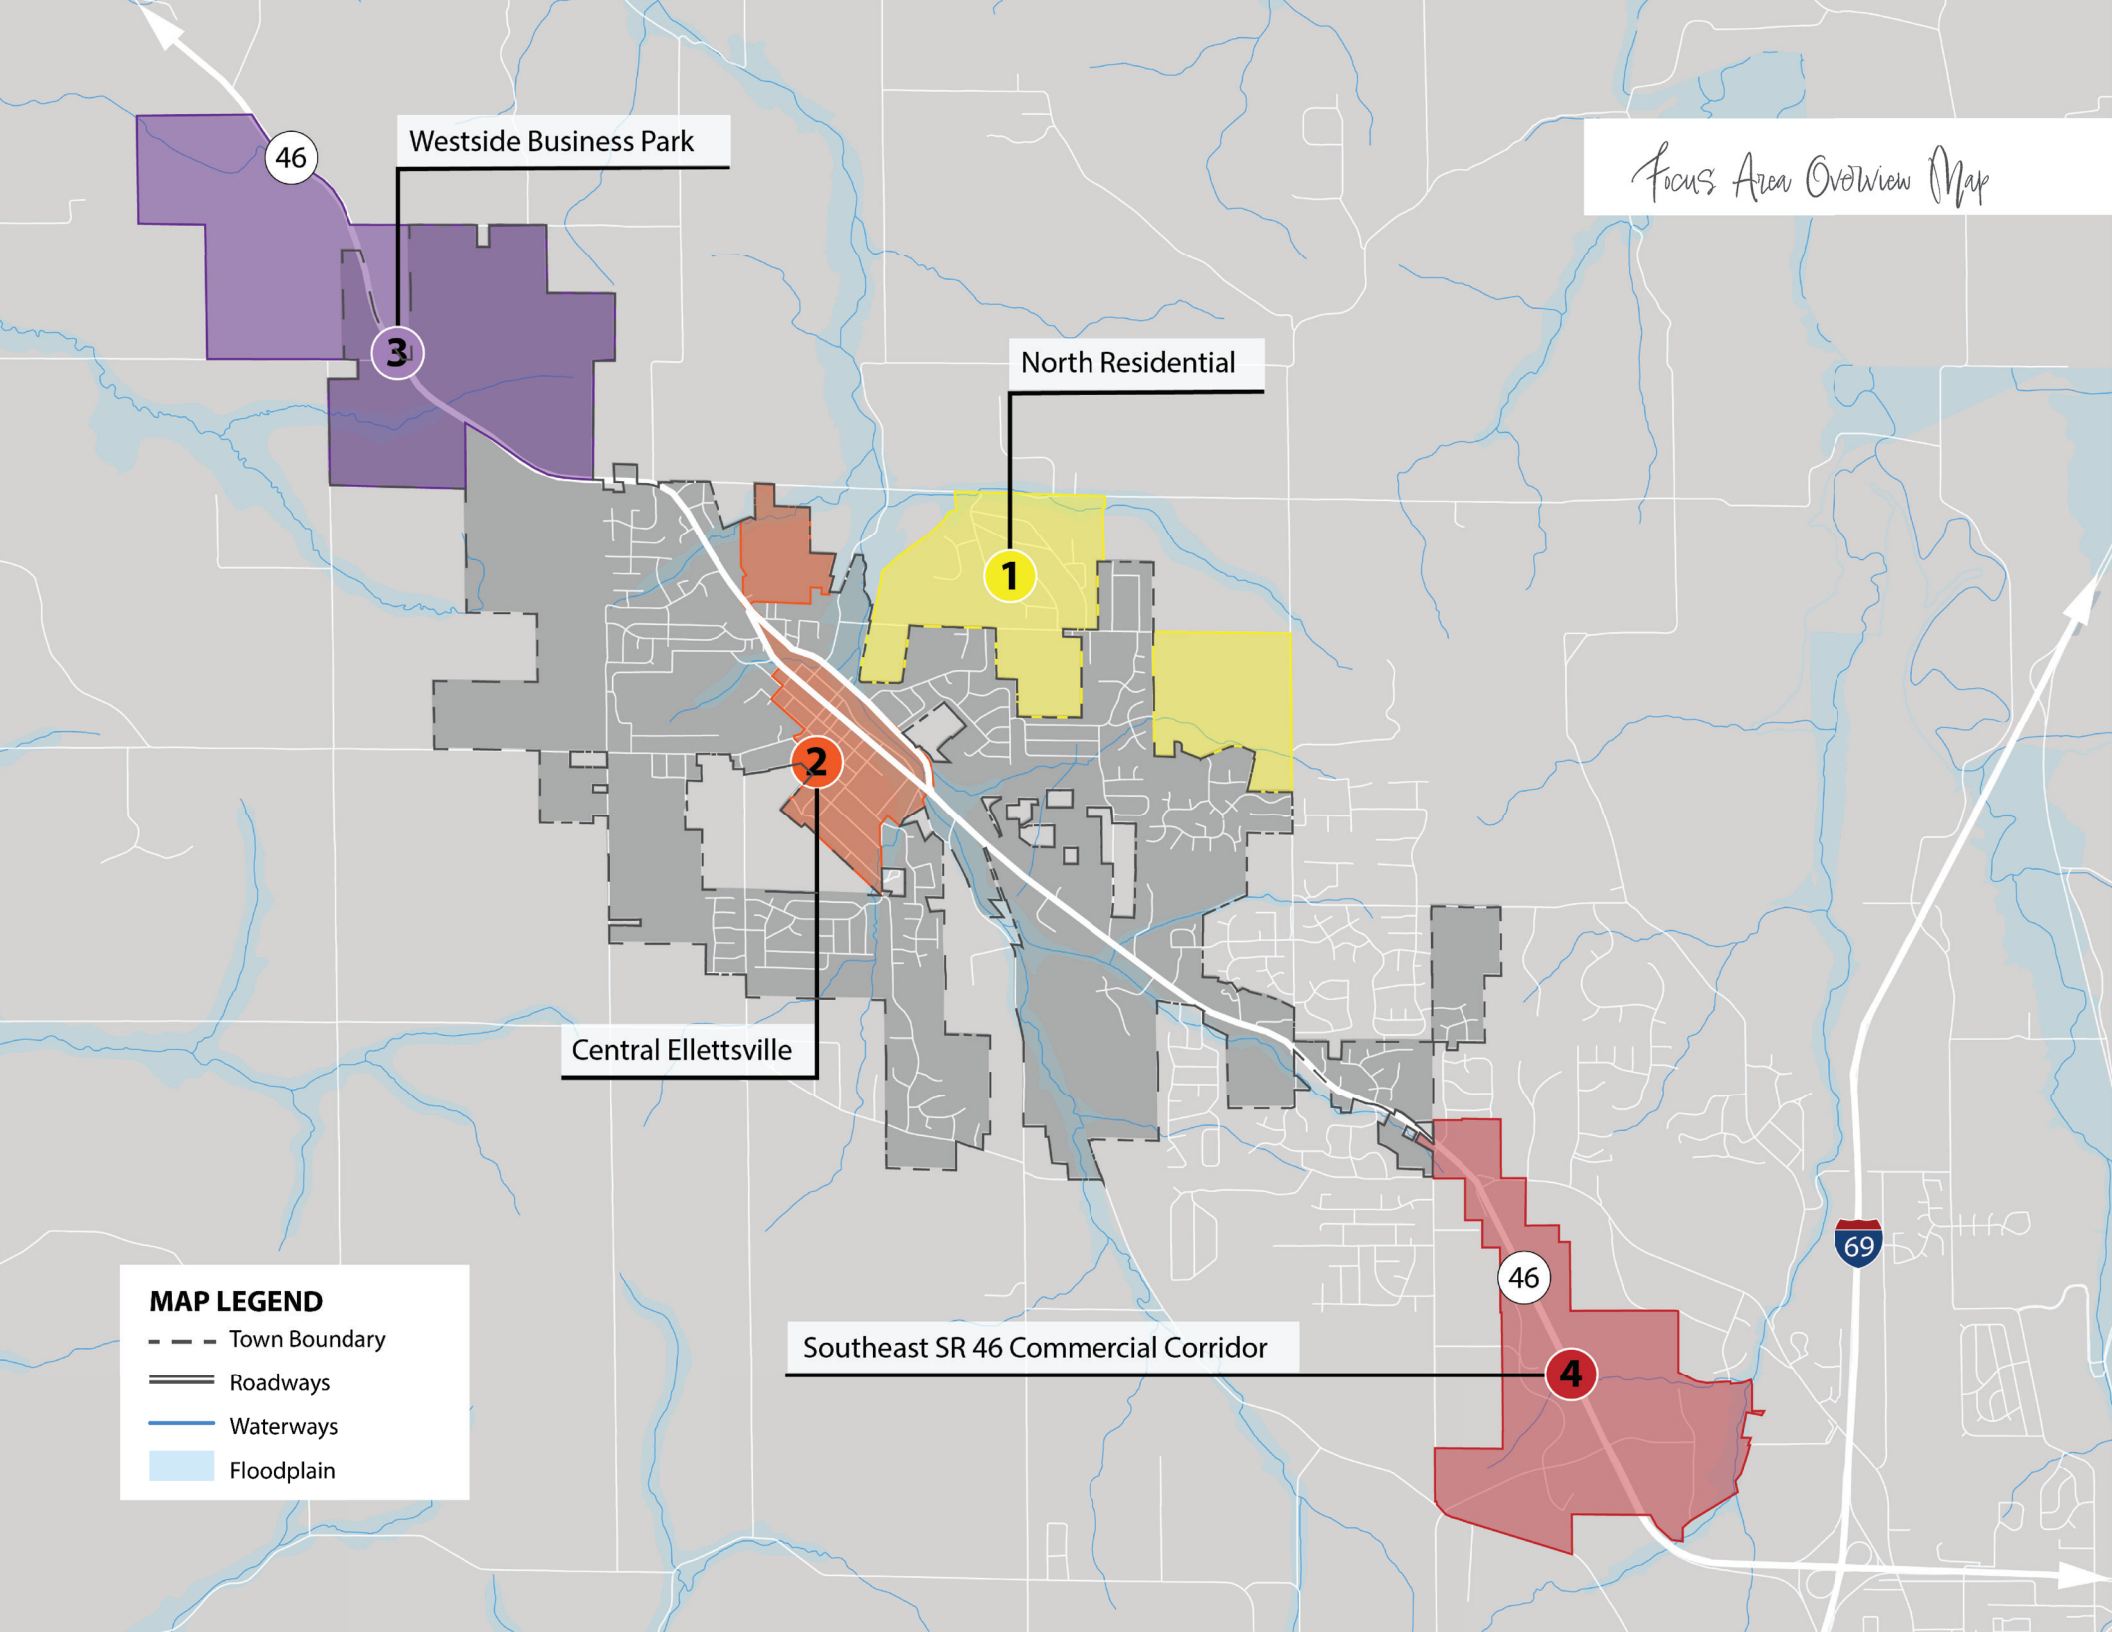 Focus Area Overview Map
46
Westside Business Park
3
North Residential
1
2
Central Ellettsville
69
46
Southeast SR 46 Commercial Corridor
4
MAP LEGEND
Town Boundary
Roadways
Waterways
Floodplain